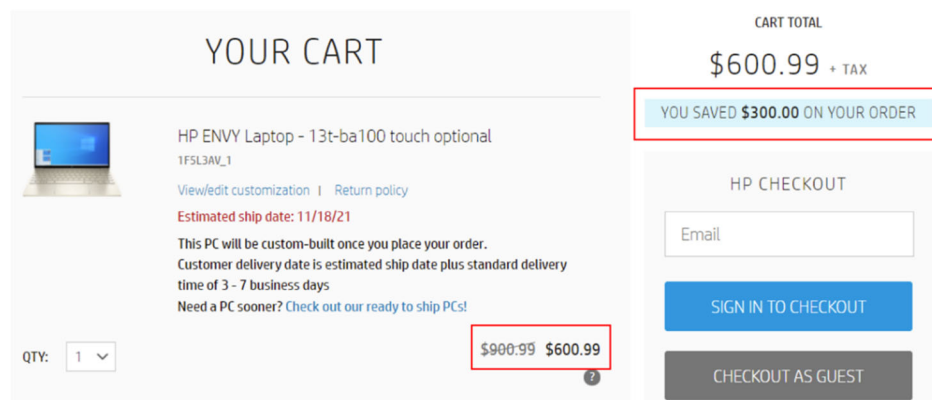 YOUR CART
HP ENVY Laptop - 13t-ba100 touch optional
1F5L3AV_1
View/edit customization | Return policy
Estimated ship date: 11/18/21
This PC will be custom-built once you place your order.
Customer delivery date is estimated ship date plus standard delivery
time of 3 - 7 business days
Need a PC sooner? Check out our ready to ship PCs!
QTY: 1
$900.99 $600.99
?
CART TOTAL
$600.99 + TAX
YOU SAVED $300.00 ON YOUR ORDER
HP CHECKOUT
Email
SIGN IN TO CHECKOUT
CHECKOUT AS GUEST